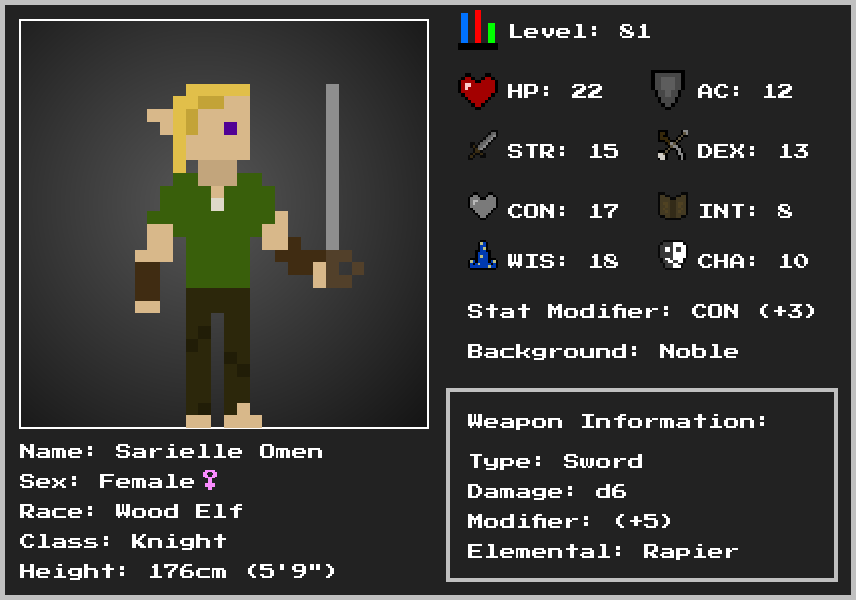 Level: 81
HP: 22
AC: 12
STR: 15
DEX: 13
CON: 17
INT: 8
WIS: 18
CHA: 10
Stat Modifier: CON (+3)
Background: Noble
Name: Sarielle Omen
Sex: Female♀
Race: Wood Elf
Class: Knight
Height: 176cm (5'9")
Weapon Information:
Type: Sword
Damage: d6
Modifier: (+5)
Elemental: Rapier